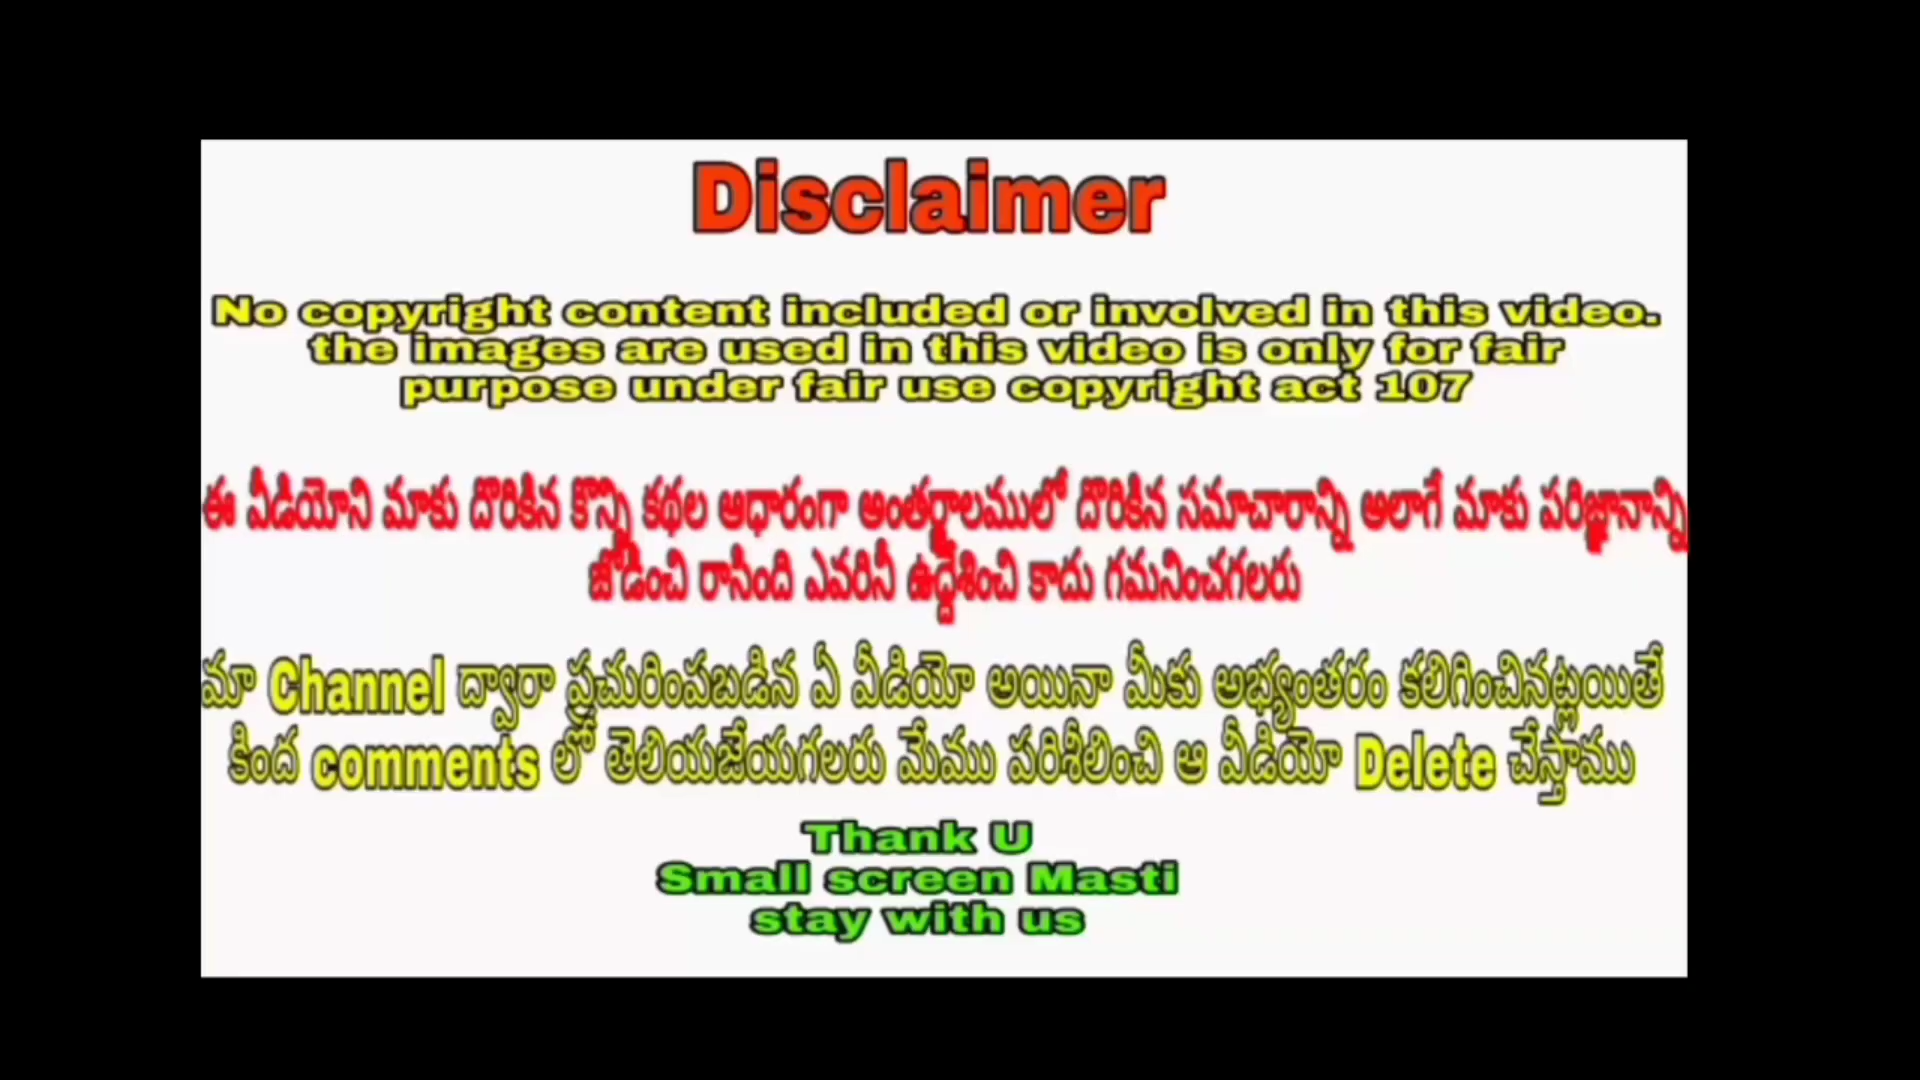 Disclaimer
No copyright content included or involved in this video.
the images are used in this video is only for fair
purpose under fair use copyright act 107
ఈ వీడియోని మాకు దొరికిన కొన్ని కథల ఆధారంగా అంతర్జాలములో దొరికిన సమాచారాన్ని అలాగే మాకు పరిజ్ఞానాన్ని
జోడించి రాసింది ఎవరినీ ఉద్దేశించి కాదు గమనించగలరు
మా Channel ద్వారా ప్రచురింపబడిన ఏ వీడియో అయినా మీకు అభ్యంతరం కలిగించినట్లయితే
కింద comments లో తెలియజేయగలరు మేము పరిశీలించి ఆ వీడియో Delete చేస్తాము
Thank U
Small screen Masti
stay with us